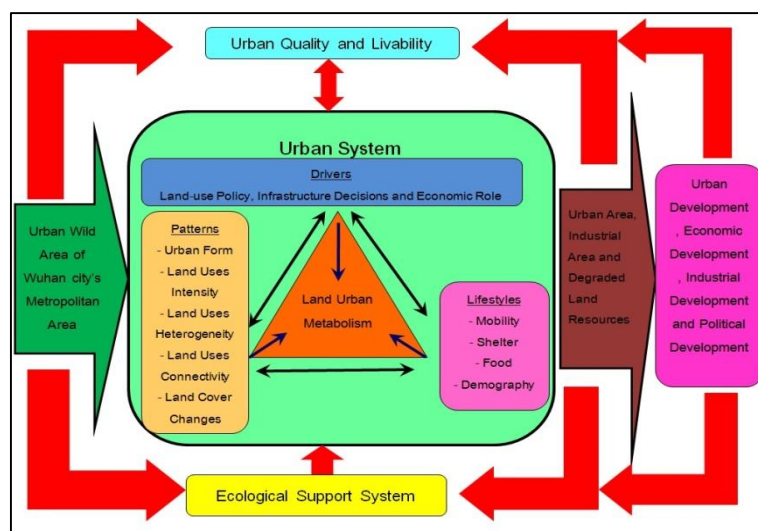 Urban Quality and Livability
Urban System
Drivers
Land-use Policy, Infrastructure Decisions and Economic Role
Urban Wild
Area of
Wuhan city's
Metropolitan
Area
Patterns
- Urban Form
- Land Uses
Intensity
- Land Uses
Heterogeneity
- Land Uses
Connectivity
- Land Cover
Changes
Land Urban
Metabolism
Lifestyles
- Mobility
- Shelter
- Food
- Demography
Urban Area,
Industrial
Area and
Degraded
Land
Resources
Urban
Development
, Economic
Development
, Industrial
Development
and Political
Development
Ecological Support System